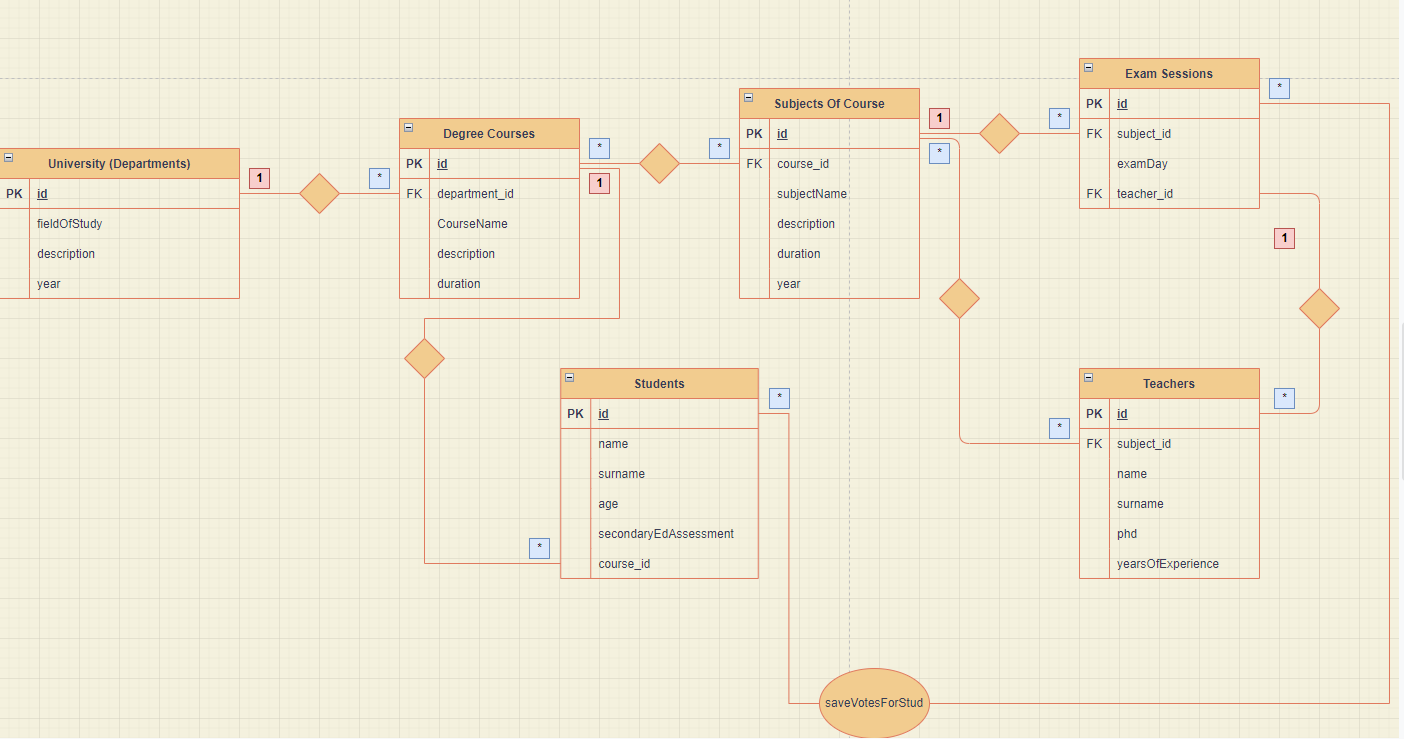 University (Departments)
PK id
fieldOfStudy
description
year
1
*
Degree Courses
PK id
FK department_id
CourseName
description
duration
*
1
*
Subjects Of Course
PK id
FK course_id
subjectName
description
duration
year
1
*
*
Exam Sessions
PK id
FK subject_id
examDay
FK teacher_id
*
1
Students
PK id
name
surname
age
secondaryEdAssessment
course_id
*
*
Teachers
PK id
FK subject_id
name
surname
phd
yearsOfExperience
*
*
saveVotesForStud